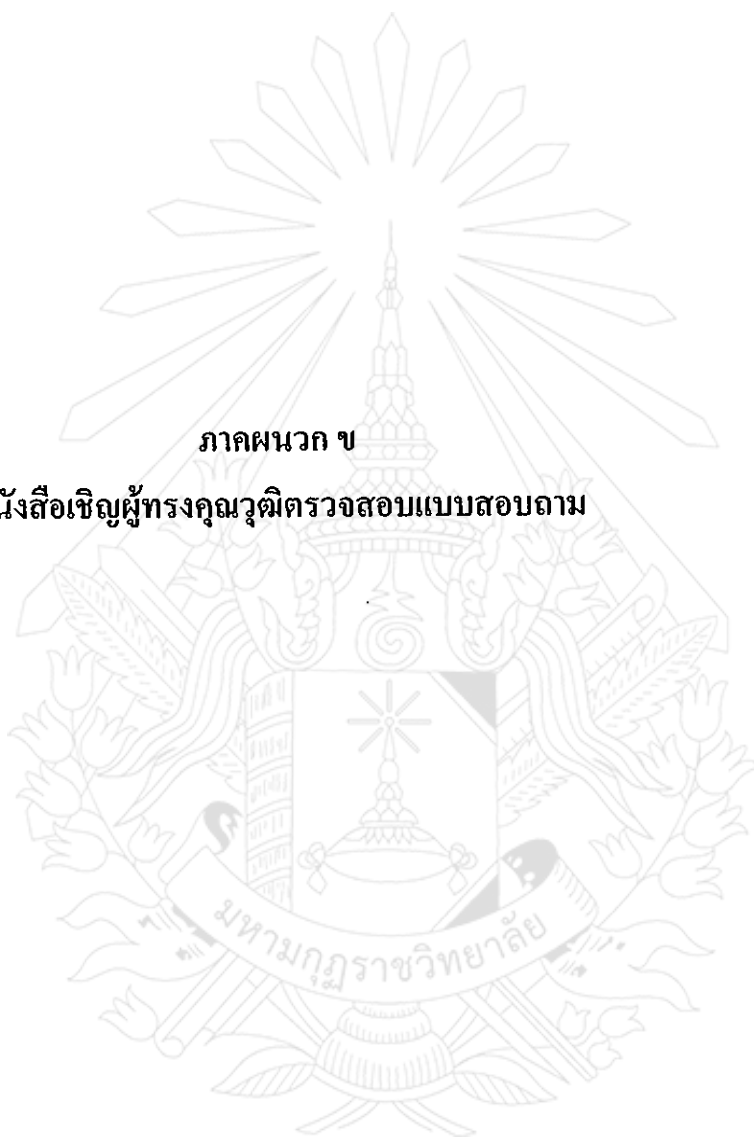 ภาคผนวก ข
นังสือเชิญผู้ทรงคุณวุฒิตรวจสอบแบบสอบถาม
มหามกุฏราชวิทยาลัย